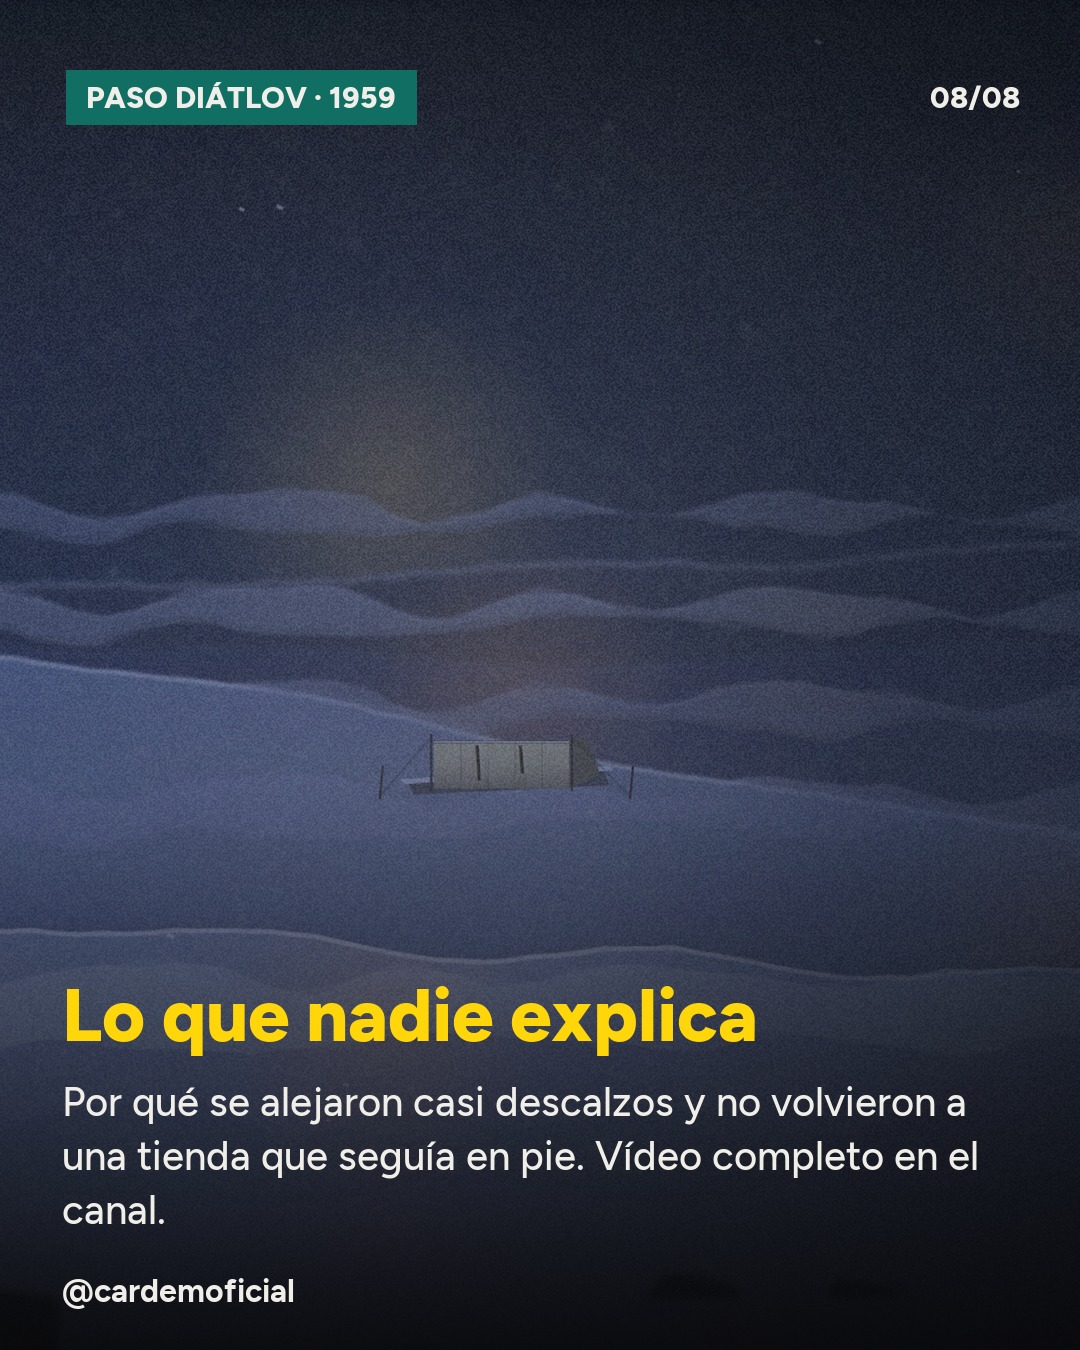 PASO DIÁTLOV · 1959
08/08
Lo que nadie explica
Por qué se alejaron casi descalzos y no volvieron a
una tienda que seguía en pie. Vídeo completo en el
canal.
@cardemoficial